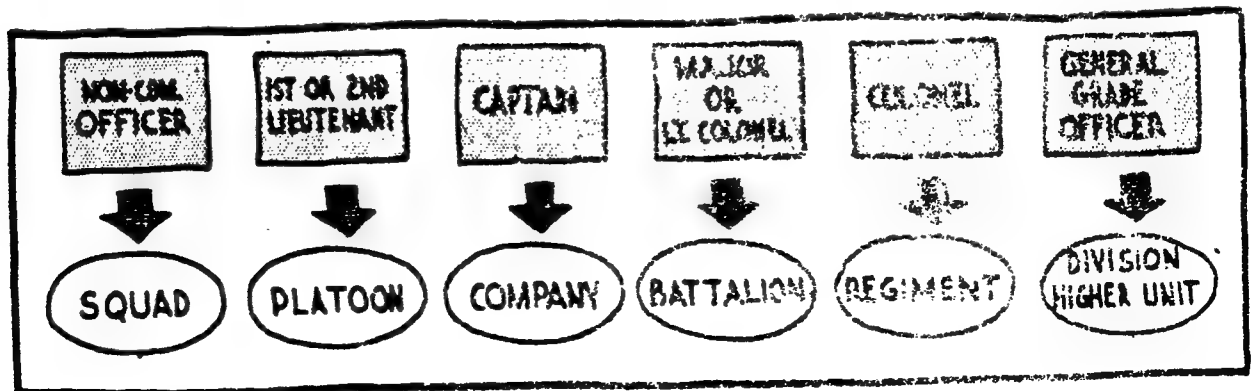 NON-COM.
OFFICER
1ST OR 2ND
LIEUTENANT
CAPTAIN
MAJOR
OR
LT. COLONEL
COLONEL
GENERAL
GRADE
OFFICER
SQUAD
PLATOON
COMPANY
BATTALION
REGIMENT
DIVISION
HIGHER UNIT